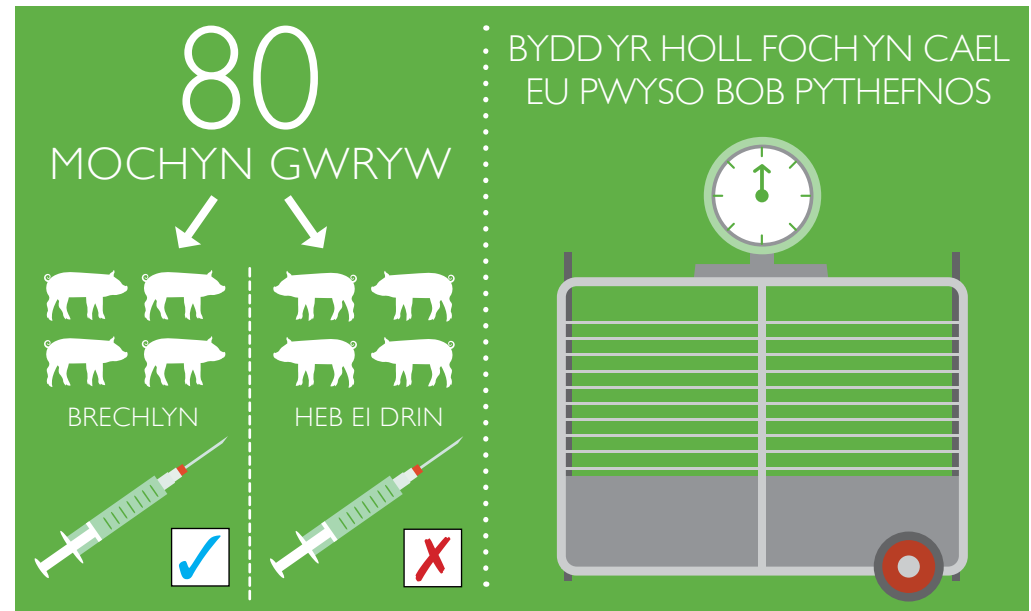 80
MOCHYN GWRYW
BRECHLYN
HEB EI DRIN
BYDD YR HOLL FOCHYN CAEL
EU PWYSO BOB PYTHEFNOS